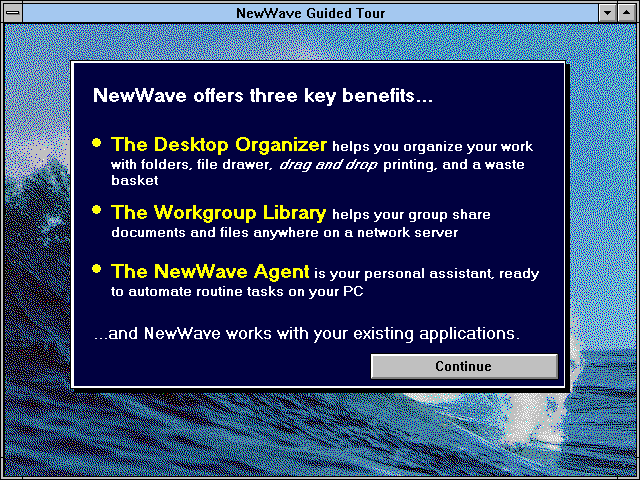 NewWave Guided Tour
NewWave offers three key benefits...
The Desktop Organizer helps you organize your work
with folders, file drawer, drag and drop printing, and a waste
basket
The Workgroup Library helps your group share
documents and files anywhere on a network server
The NewWave Agent is your personal assistant, ready
to automate routine tasks on your PC
...and NewWave works with your existing applications.
Continue